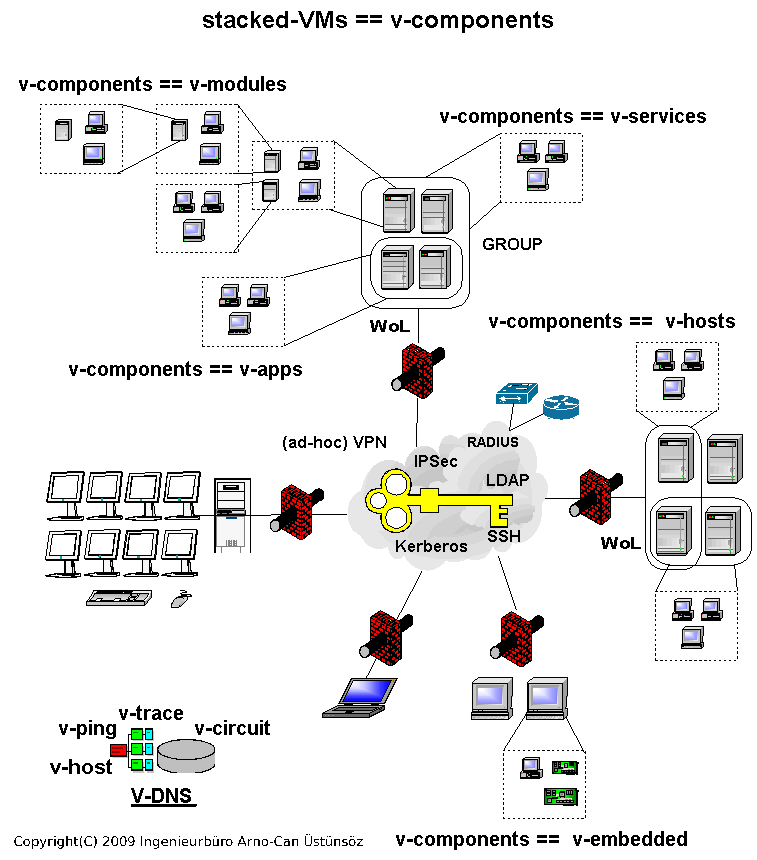 stacked-VMs == v-components
v-components == v-modules
v-components == v-services
GROUP
WoL
v-components == v-hosts
v-components == v-apps
(ad-hoc) VPN
RADIUS
IPSec
LDAP
SSH
Kerberos
WoL
v-trace
v-ping
v-circuit
v-host
V-DNS
Copyright(C) 2009 Ingenieurbüro Arno-Can Üstünsöz
v-components == v-embedded